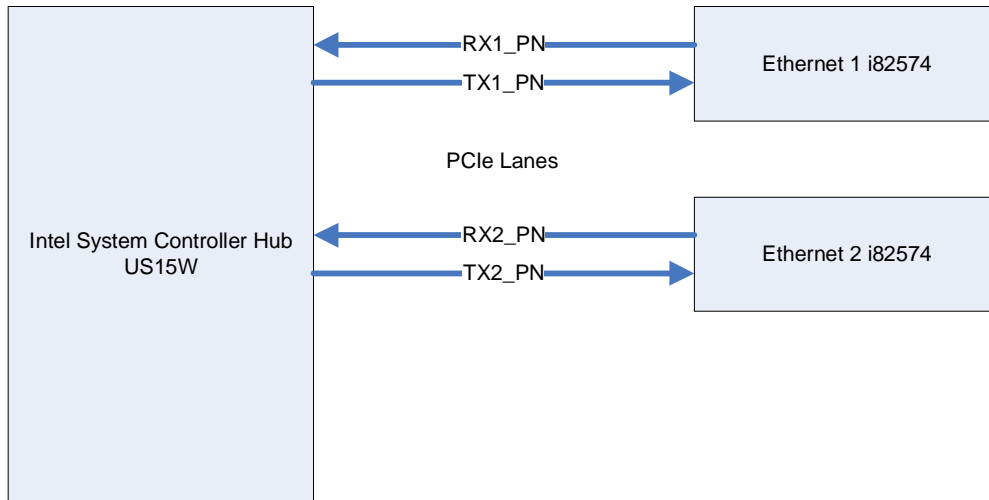 RX1_PN
Ethernet 1 i82574
TX1_PN
PCIe Lanes
Intel System Controller Hub
US15W
RX2_PN
Ethernet 2 i82574
TX2_PN